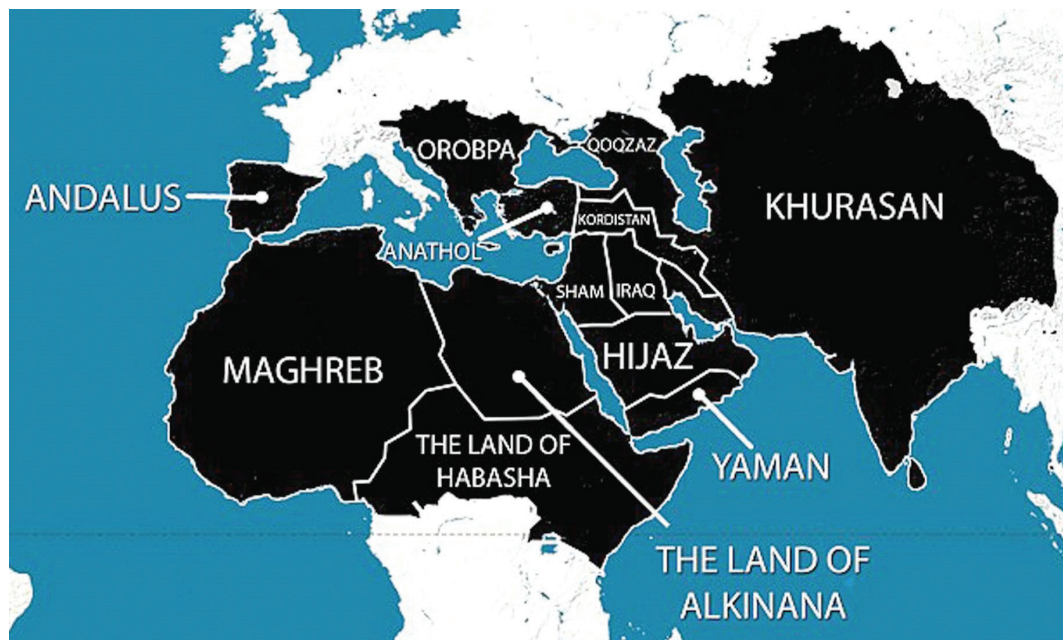 OROBPA
QOQZAZ
ANDALUS
KHURASAN
KORDISTAN
ANATHOL
SHAM
IRAQ
HIJAZ
MAGHREB
THE LAND OF
HABASHA
YAMAN
THE LAND OF
ALKINANA